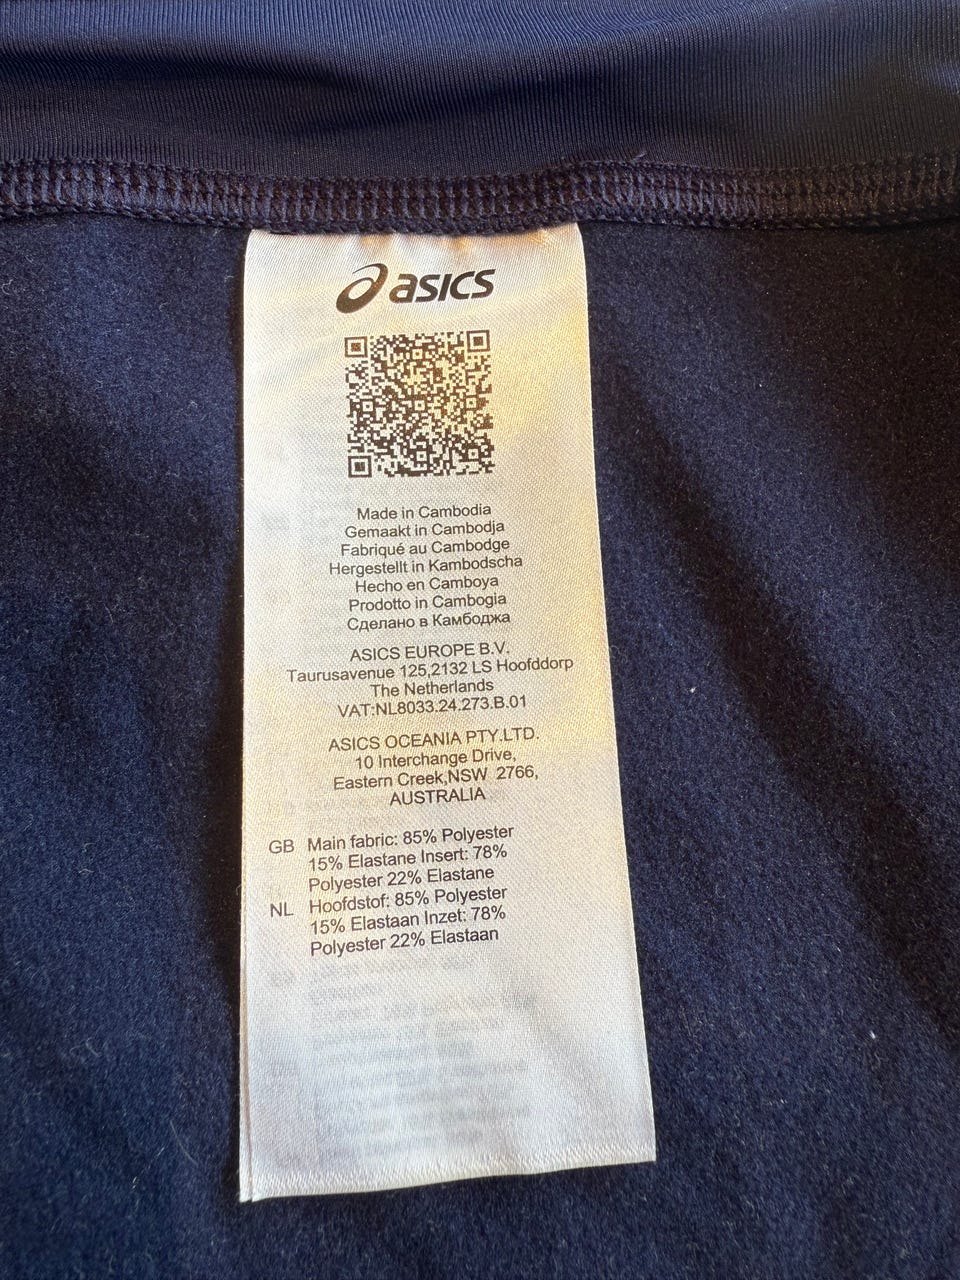 asics
Made in Cambodia
Gemaakt in Cambodja
Fabriqué au Cambodge
Hergestellt in Kambodscha
Hecho en Camboya
Prodotto in Cambogia
Сделано в Камбоджа
ASICS EUROPE B.V.
Taurusavenue 125,2132 LS Hoofddorp
The Netherlands
VAT:NL8033.24.273.B.01
ASICS OCEANIA PTY.LTD.
10 Interchange Drive,
Eastern Creek,NSW 2766,
AUSTRALIA
GB Main fabric: 85% Polyester
15% Elastane Insert: 78%
Polyester 22% Elastane
NL Hoofdstof: 85% Polyester
15% Elastaan Inzet: 78%
Polyester 22% Elastaan